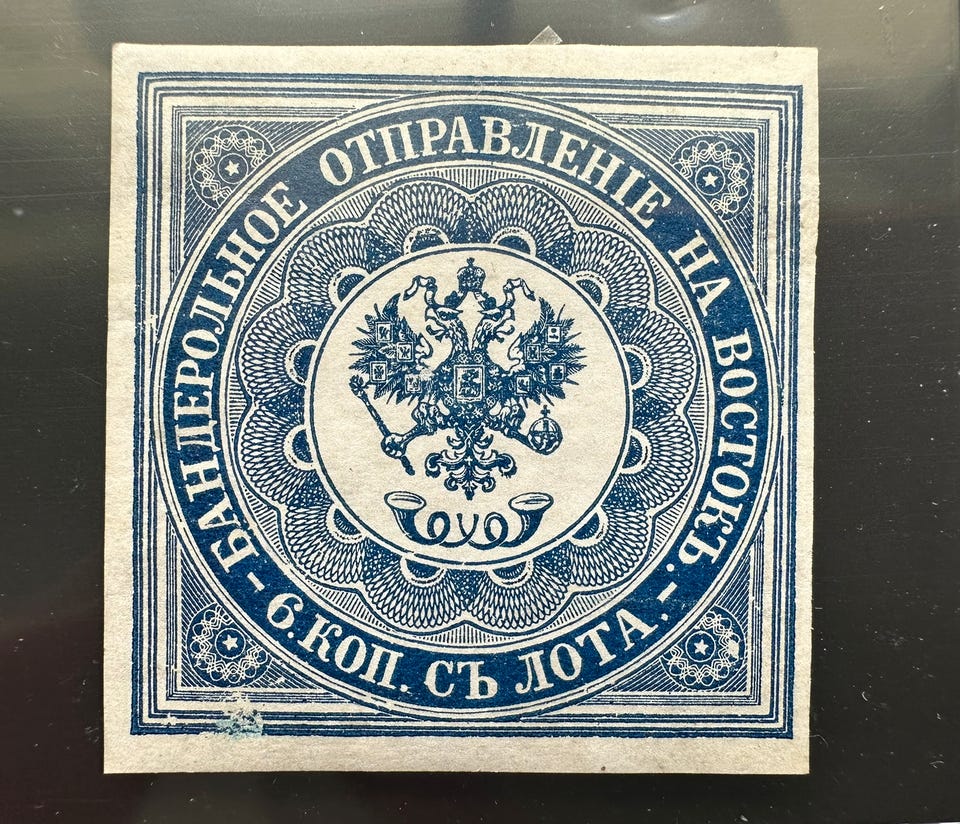 БАНДЕРОЛЬНОЕ ОТПРАВЛЕНІЕ НА ВОСТОКЪ.
6. КОП. СЪ ЛОТА.